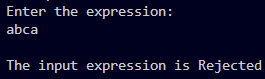 Enter the expression:
abca
The input expression is Rejected